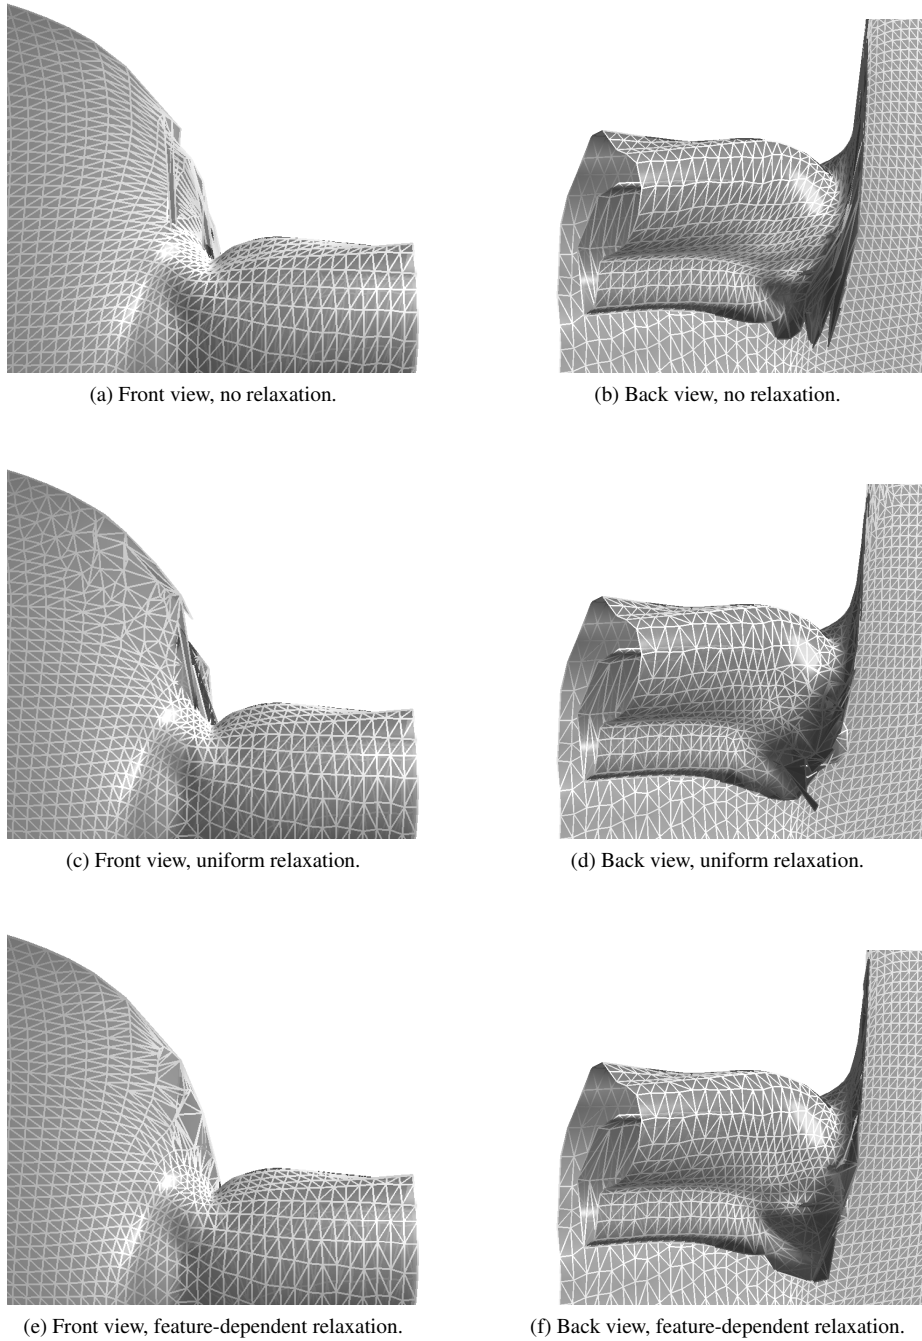 (a) Front view, no relaxation.
(b) Back view, no relaxation.
(c) Front view, uniform relaxation.
(d) Back view, uniform relaxation.
(e) Front view, feature-dependent relaxation.
(f) Back view, feature-dependent relaxation.